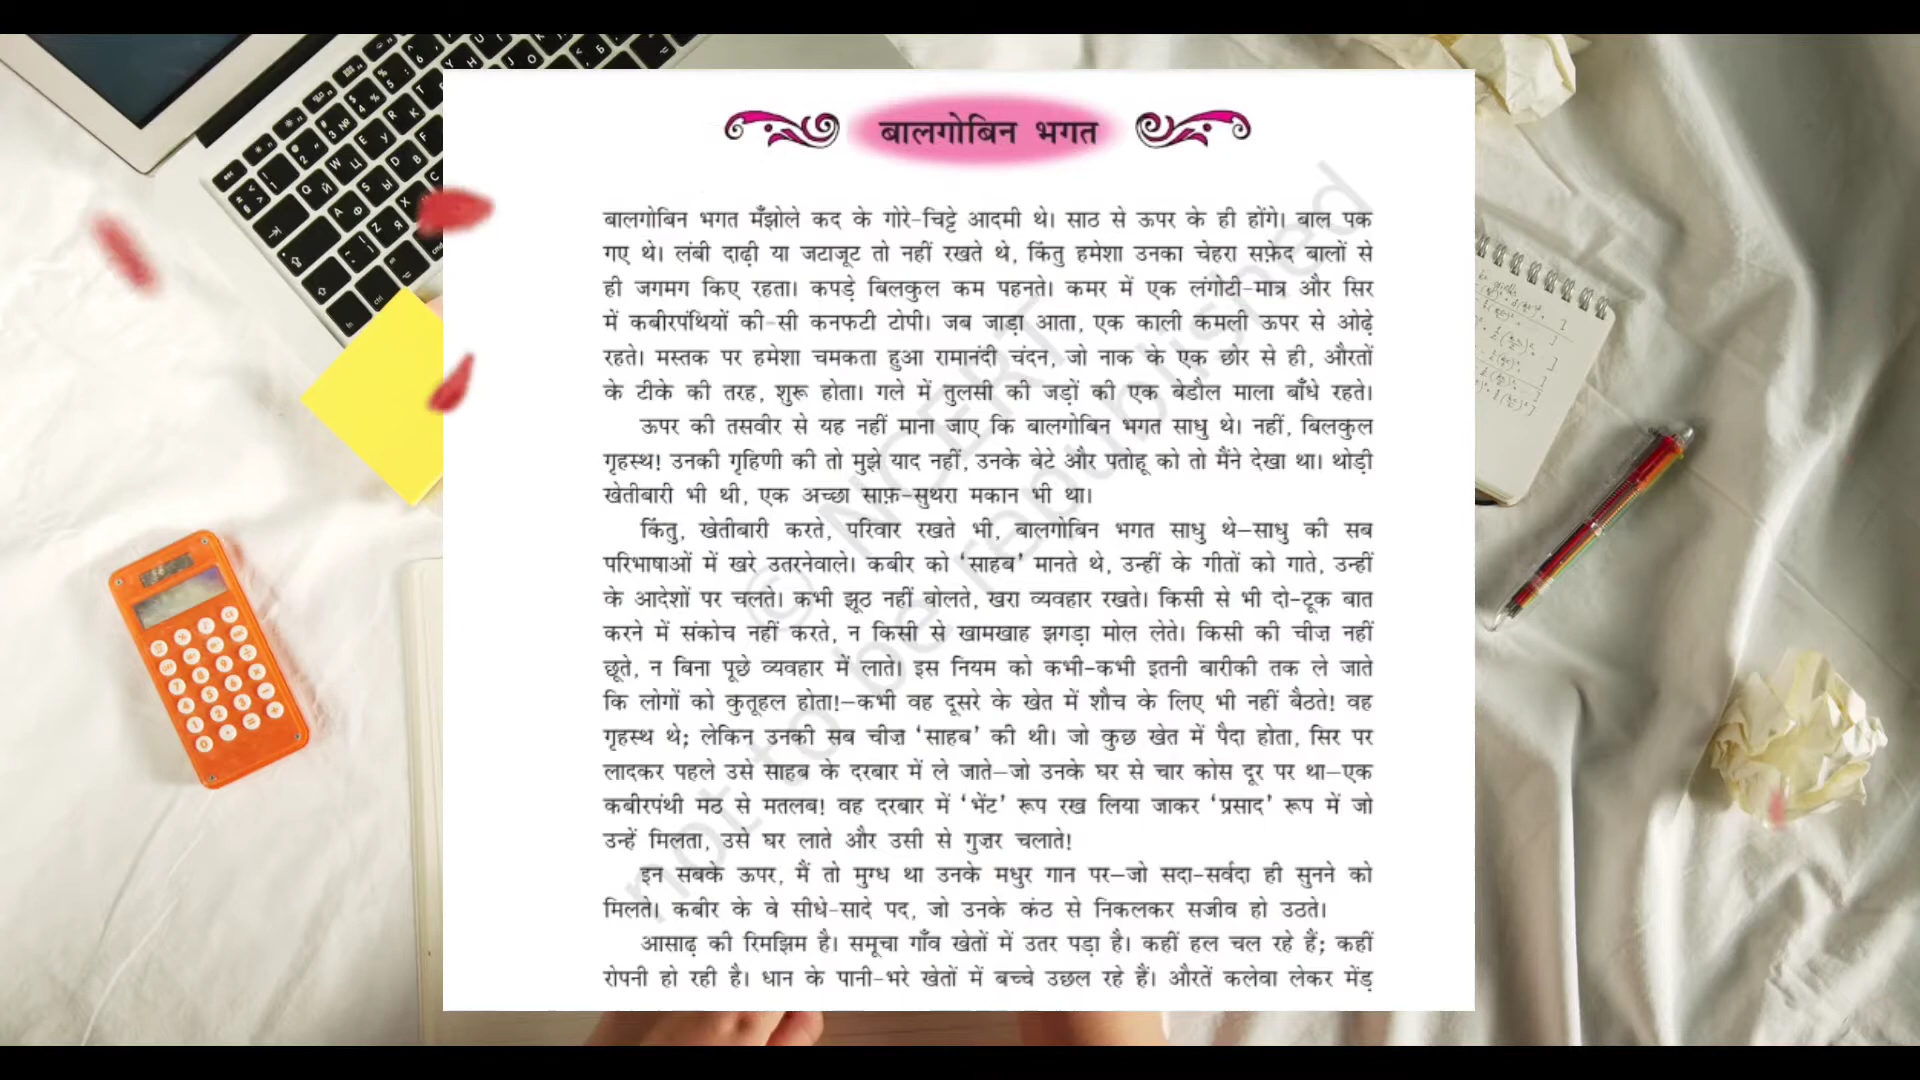 बालगोबिन भगत
बालगोबिन भगत मँझोले कद के गोरे-चिट्टे आदमी थे। साठ से ऊपर के ही होंगे। बाल पक
गए थे। लंबी दाढ़ी या जटाजूट तो नहीं रखते थे, किंतु हमेशा उनका चेहरा सफ़ेद बालों से
ही जगमग किए रहता। कपड़े बिलकुल कम पहनते। कमर में एक लंगोटी-मात्र और सिर
में कबीरपंथियों की-सी कनफटी टोपी। जब जाड़ा आता, एक काली कमली ऊपर से ओढ़े
रहते। मस्तक पर हमेशा चमकता हुआ रामानंदी चंदन, जो नाक के एक छोर से ही, औरतों
के टीके की तरह, शुरू होता। गले में तुलसी की जड़ों की एक बेडौल माला बाँधे रहते।
ऊपर की तसवीर से यह नहीं माना जाए कि बालगोबिन भगत साधु थे। नहीं, बिलकुल
गृहस्थ! उनकी गृहिणी की तो मुझे याद नहीं, उनके बेटे और पतोहू को तो मैंने देखा था। थोड़ी
खेतीबारी भी थी, एक अच्छा साफ़-सुथरा मकान भी था।
किंतु, खेतीबारी करते, परिवार रखते भी, बालगोबिन भगत साधु थे—साधु की सब
परिभाषाओं में खरे उतरनेवाले। कबीर को ‘साहब’ मानते थे, उन्हीं के गीतों को गाते, उन्हीं
के आदेशों पर चलते। कभी झूठ नहीं बोलते, खरा व्यवहार रखते। किसी से भी दो-टूक बात
करने में संकोच नहीं करते, न किसी से खामखाह झगड़ा मोल लेते। किसी की चीज़ नहीं
छूते, न बिना पूछे व्यवहार में लाते। इस नियम को कभी-कभी इतनी बारीकी तक ले जाते
कि लोगों को कुतूहल होता!—कभी वह दूसरे के खेत में शौच के लिए भी नहीं बैठते! वह
गृहस्थ थे; लेकिन उनकी सब चीज़ ‘साहब’ की थी। जो कुछ खेत में पैदा होता, सिर पर
लादकर पहले उसे साहब के दरबार में ले जाते—जो उनके घर से चार कोस दूर पर था—एक
कबीरपंथी मठ से मतलब! वह दरबार में ‘भेंट’ रूप रख लिया जाकर ‘प्रसाद’ रूप में जो
उन्हें मिलता, उसे घर लाते और उसी से गुज़र चलाते!
इन सबके ऊपर, मैं तो मुग्ध था उनके मधुर गान पर—जो सदा-सर्वदा ही सुनने को
मिलते। कबीर के वे सीधे-सादे पद, जो उनके कंठ से निकलकर सजीव हो उठते।
आसाढ़ की रिमझिम है। समूचा गाँव खेतों में उतर पड़ा है। कहीं हल चल रहे हैं; कहीं
रोपनी हो रही है। धान के पानी-भरे खेतों में बच्चे उछल रहे हैं। औरतें कलेवा लेकर मेंड़
© NCERT
not to be republished